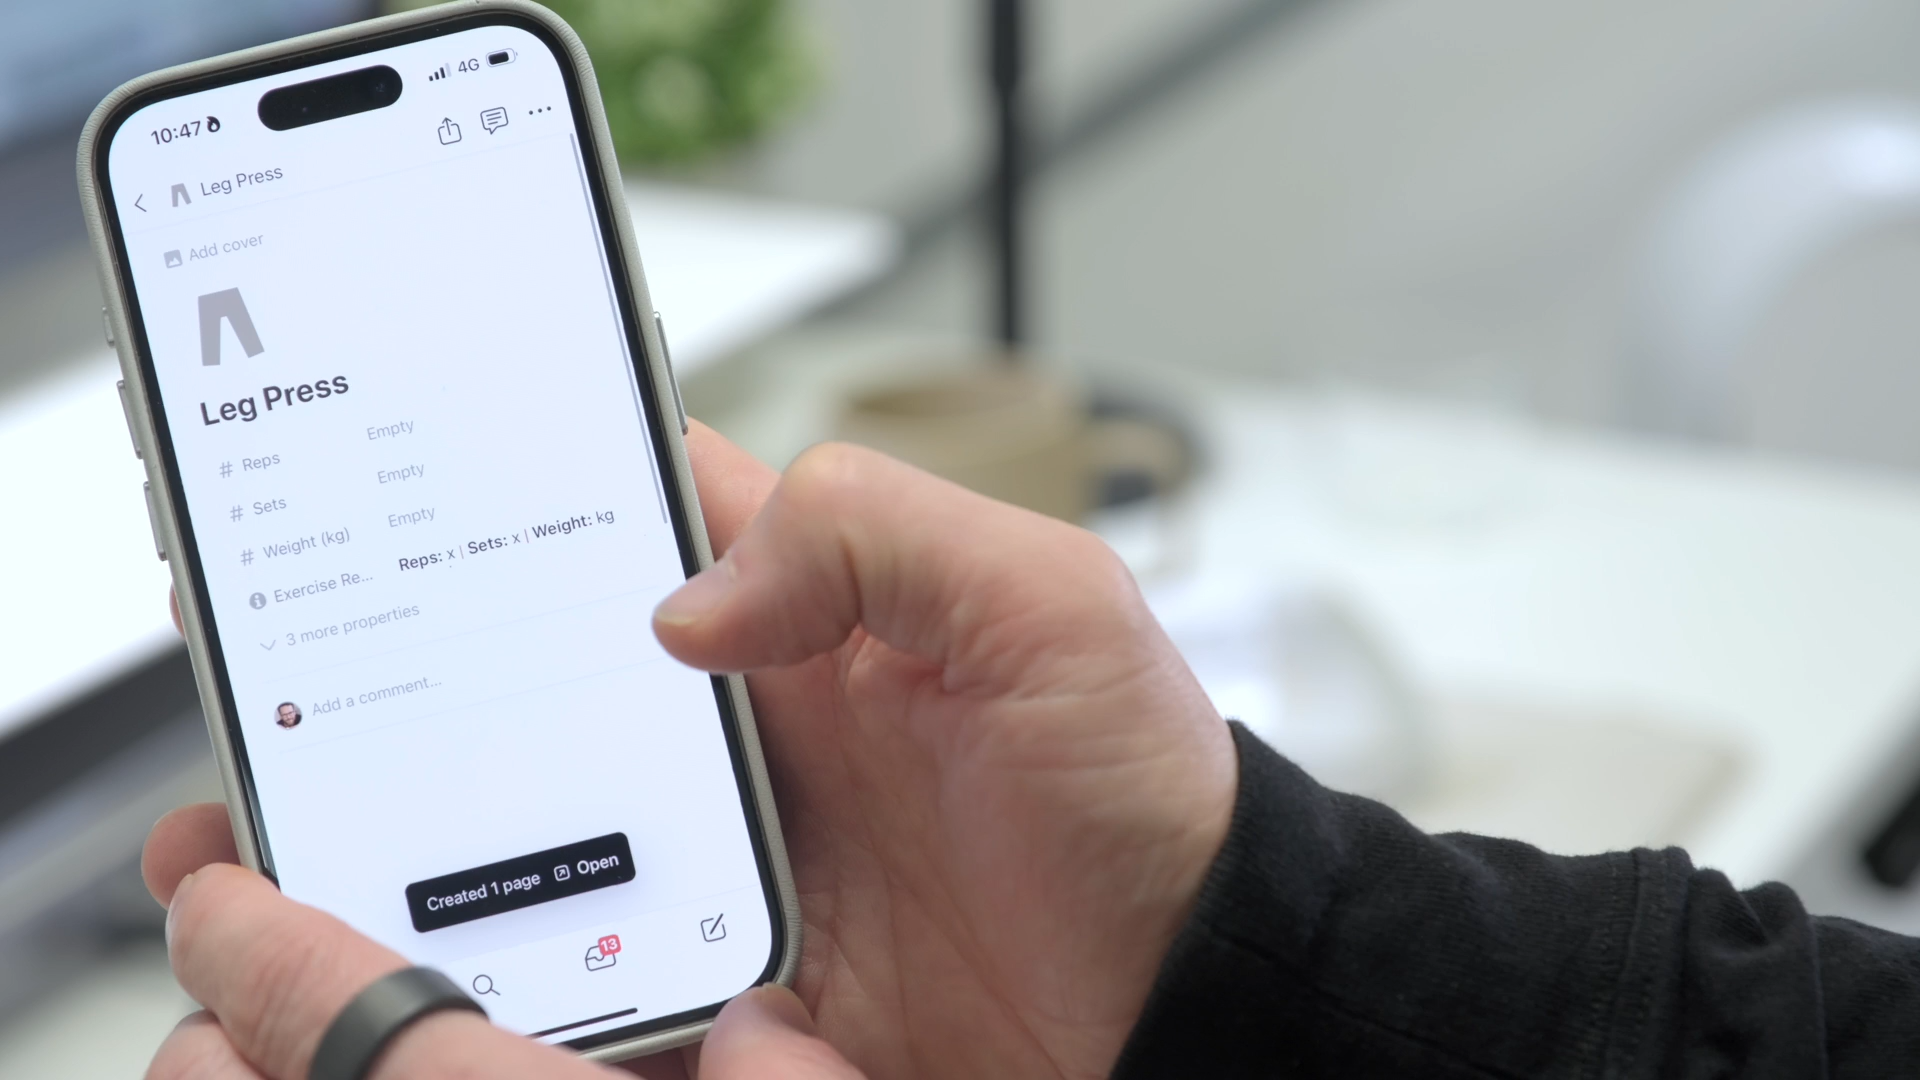 10:47 4G
Leg Press
Add cover
Leg Press
Reps Empty
Sets Empty
Weight (kg) Empty
Exercise Re... Reps: x | Sets: x | Weight: kg
3 more properties
Add a comment...
Created 1 page Open
13